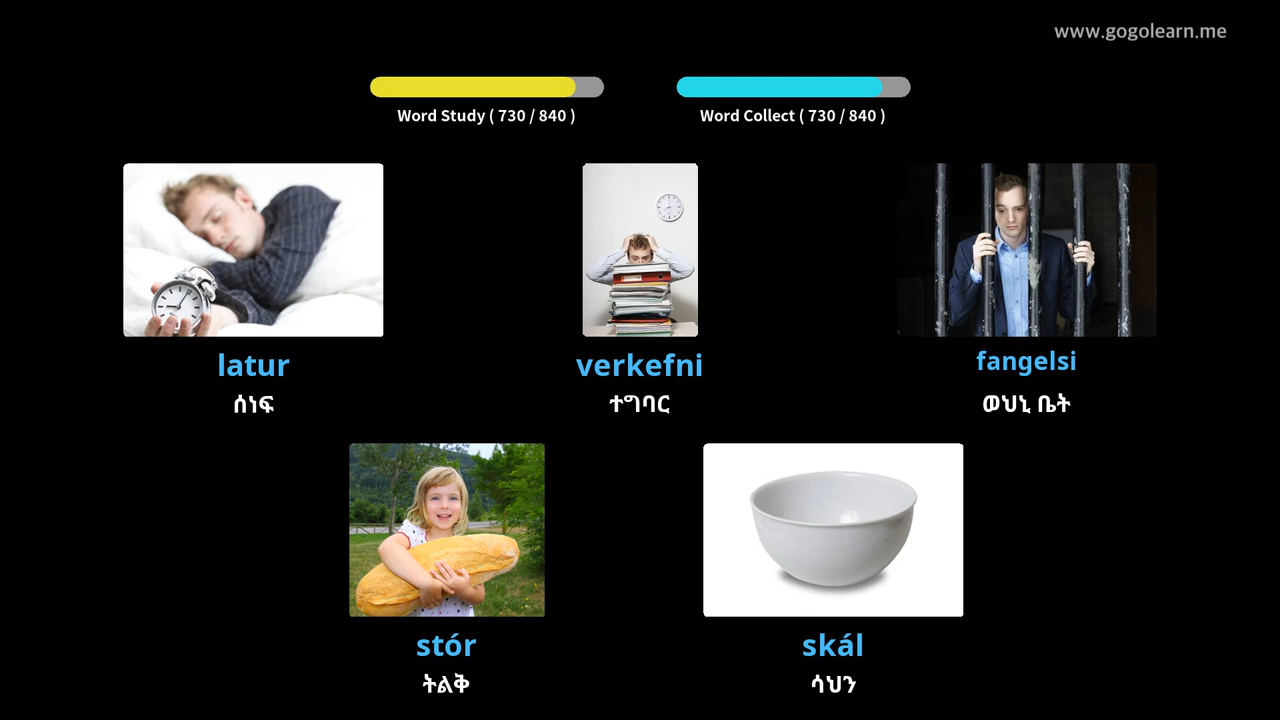 www.gogolearn.me
Word Study ( 730 / 840 )
Word Collect ( 730 / 840 )
latur
ሰነፍ
verkefni
ተግባር
fangelsi
ወህኒ ቤት
stór
ትልቅ
skál
ሳህን